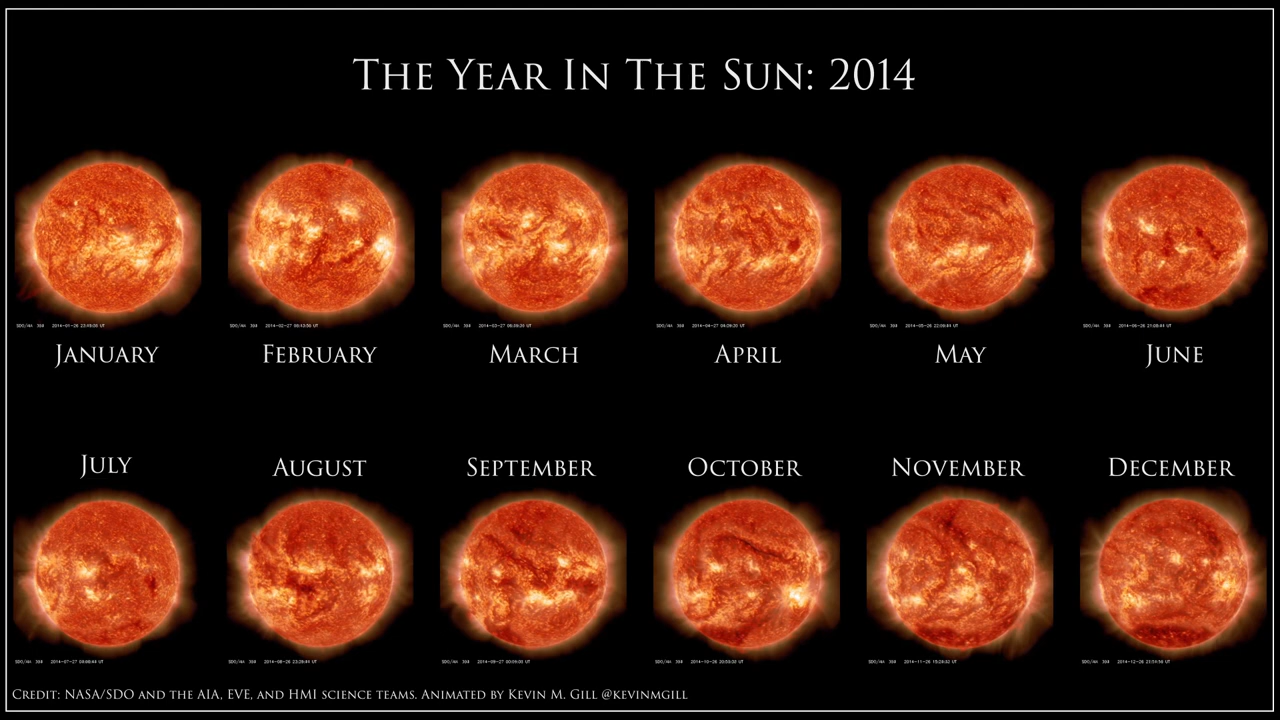 THE YEAR IN THE SUN: 2014
JANUARY
FEBRUARY
MARCH
APRIL
MAY
JUNE
JULY
AUGUST
SEPTEMBER
OCTOBER
NOVEMBER
DECEMBER
CREDIT: NASA/SDO AND THE AIA, EVE, AND HMI SCIENCE TEAMS. ANIMATED BY KEVIN M. GILL @KEVINMGILL